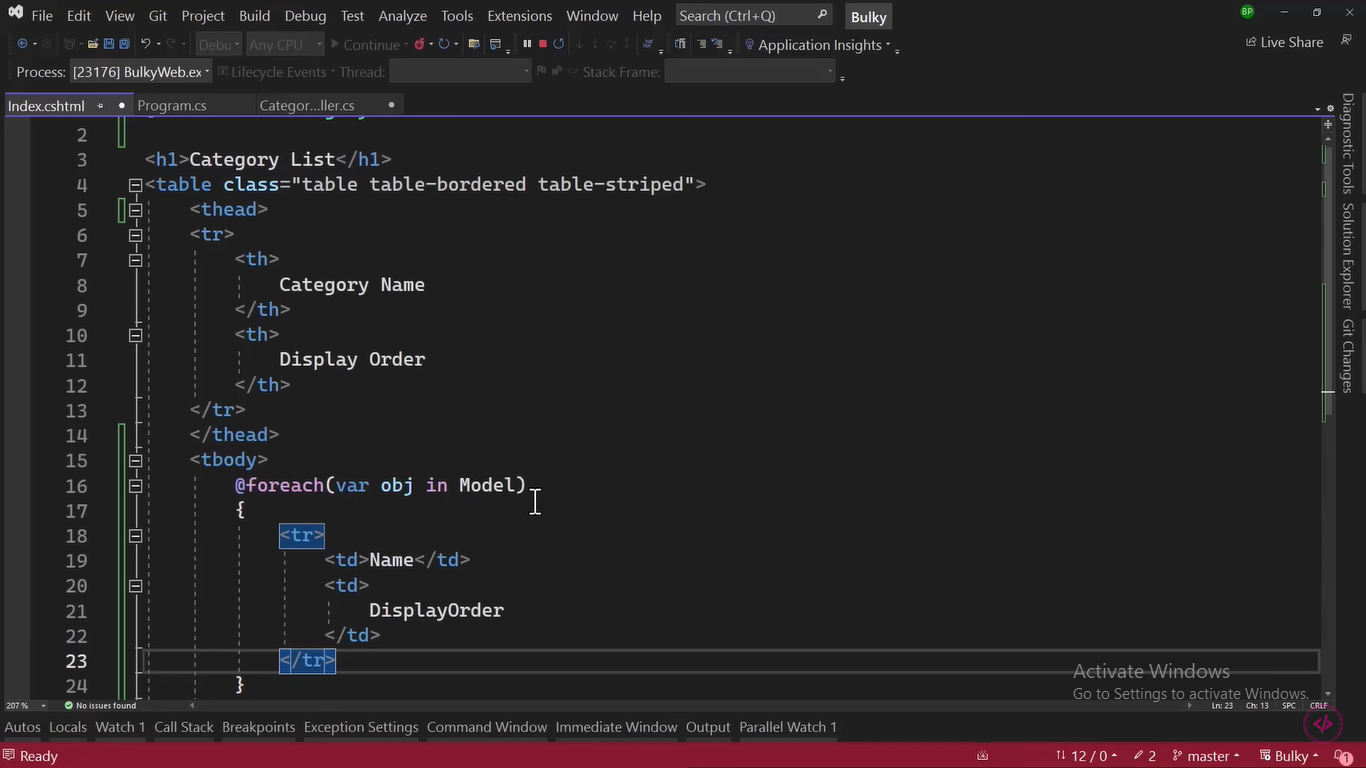 File Edit View Git Project Build Debug Test Analyze Tools Extensions Window Help Search (Ctrl+Q) Bulky BP
Debu Any CPU Continue Application Insights Live Share
Process: [23176] BulkyWeb.ex Lifecycle Events Thread: Stack Frame:
Index.cshtml Program.cs Categor...ller.cs
2
3 <h1>Category List</h1>
4 <table class="table table-bordered table-striped">
5 <thead>
6 <tr>
7 <th>
8 Category Name
9 </th>
10 <th>
11 Display Order
12 </th>
13 </tr>
14 </thead>
15 <tbody>
16 @foreach(var obj in Model)
17 {
18 <tr>
19 <td>Name</td>
20 <td>
21 DisplayOrder
22 </td>
23 </tr>
24 }
Diagnostic Tools
Solution Explorer
Git Changes
Activate Windows
Go to Settings to activate Windows.
207 % No issues found Ln: 23 Ch: 13 SPC CRLF
Autos Locals Watch 1 Call Stack Breakpoints Exception Settings Command Window Immediate Window Output Parallel Watch 1
Ready 12 / 0 2 master Bulky 1